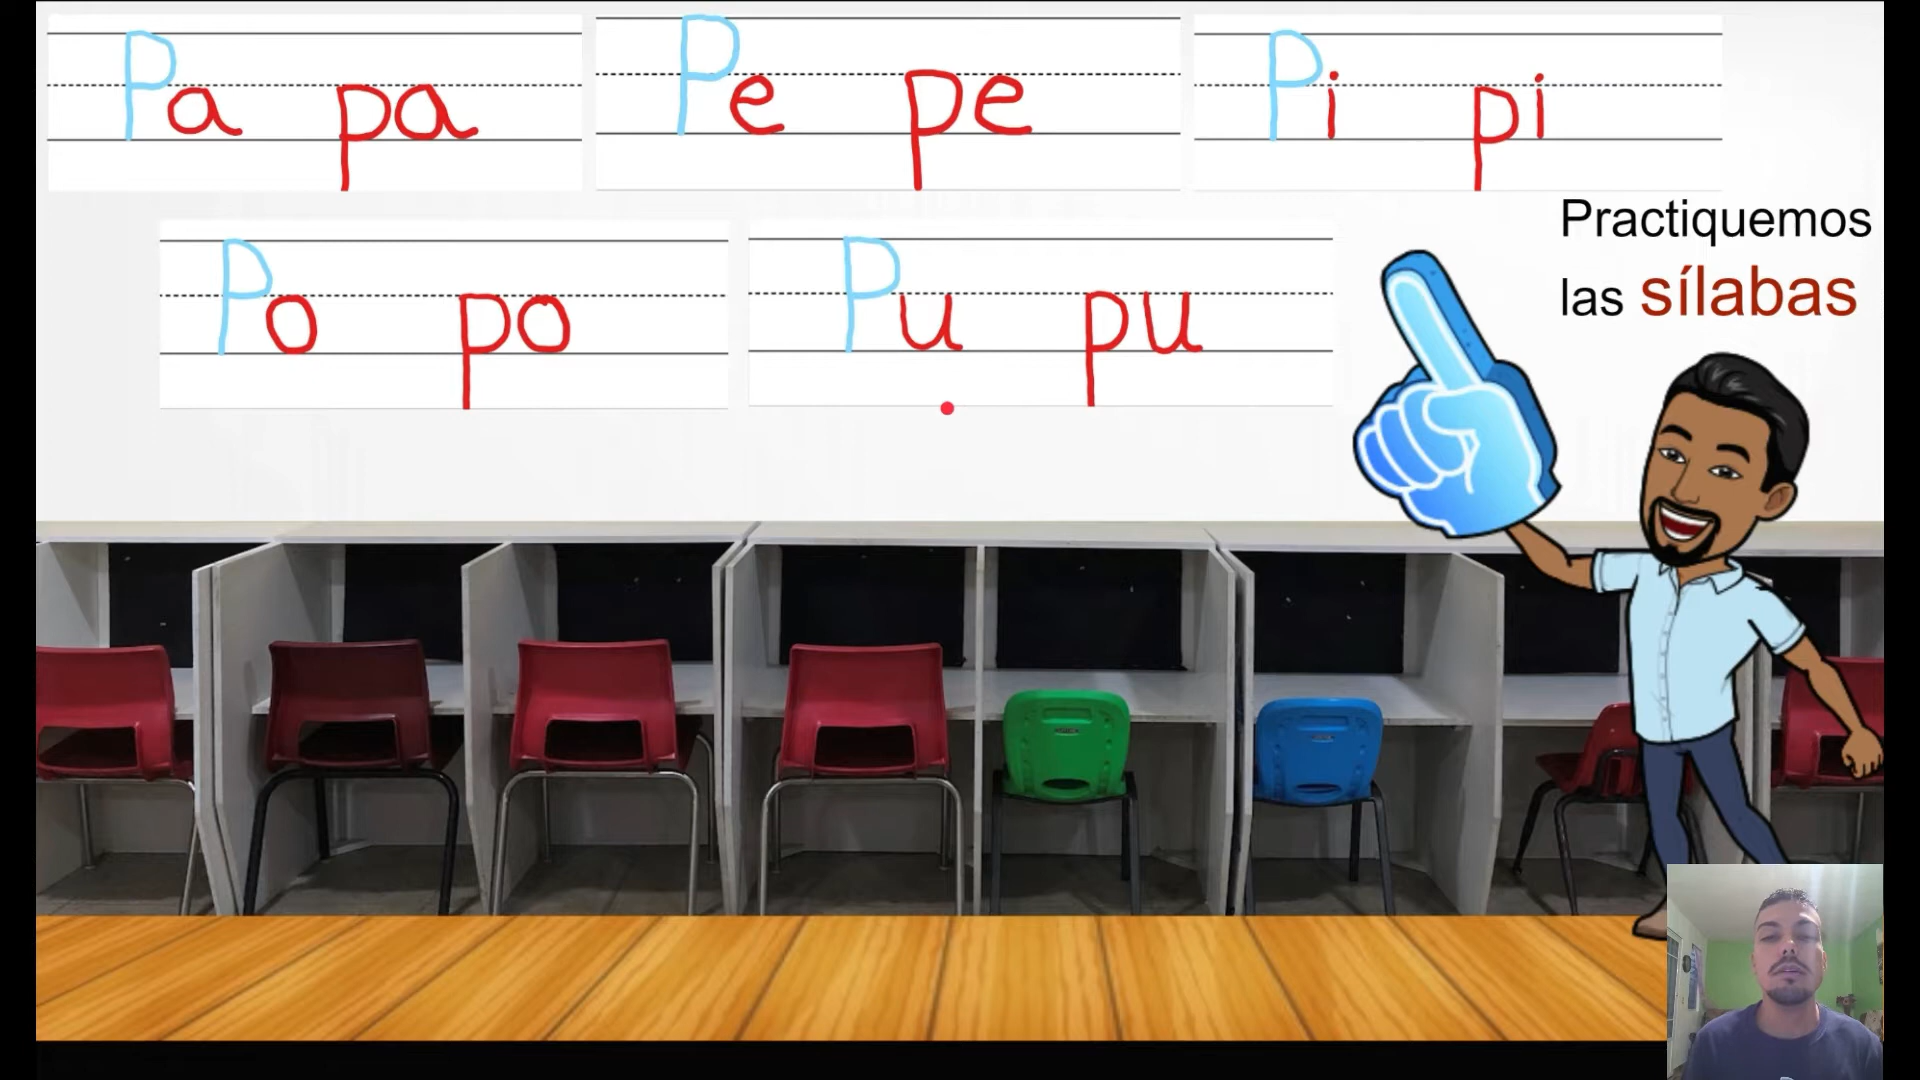 Pa pa
Pe pe
Pi pi
Po po
Pu pu
Practiquemos
las sílabas